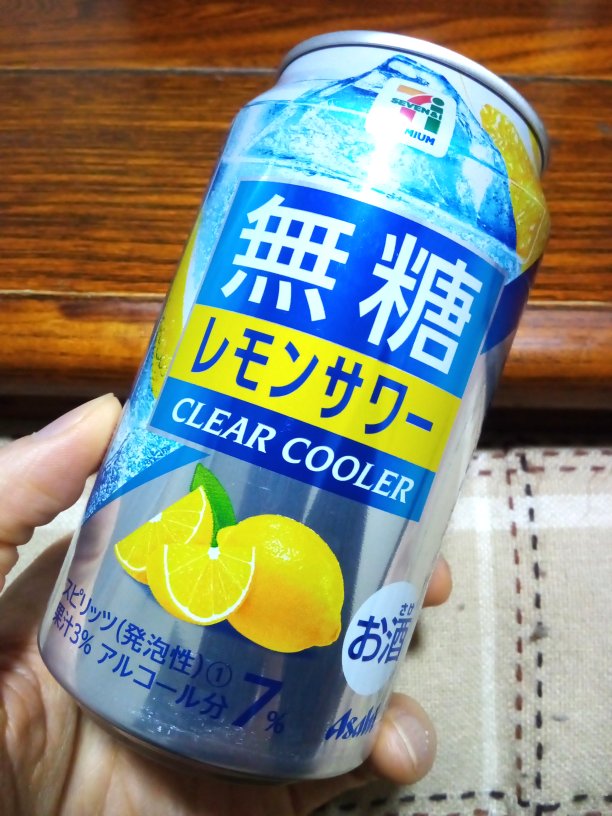 SEVEN&i
PREMIUM
無糖
レモンサワー
CLEAR COOLER
スピリッツ(発泡性)①
果汁3% アルコール分7%
さけ
お酒
Asahi